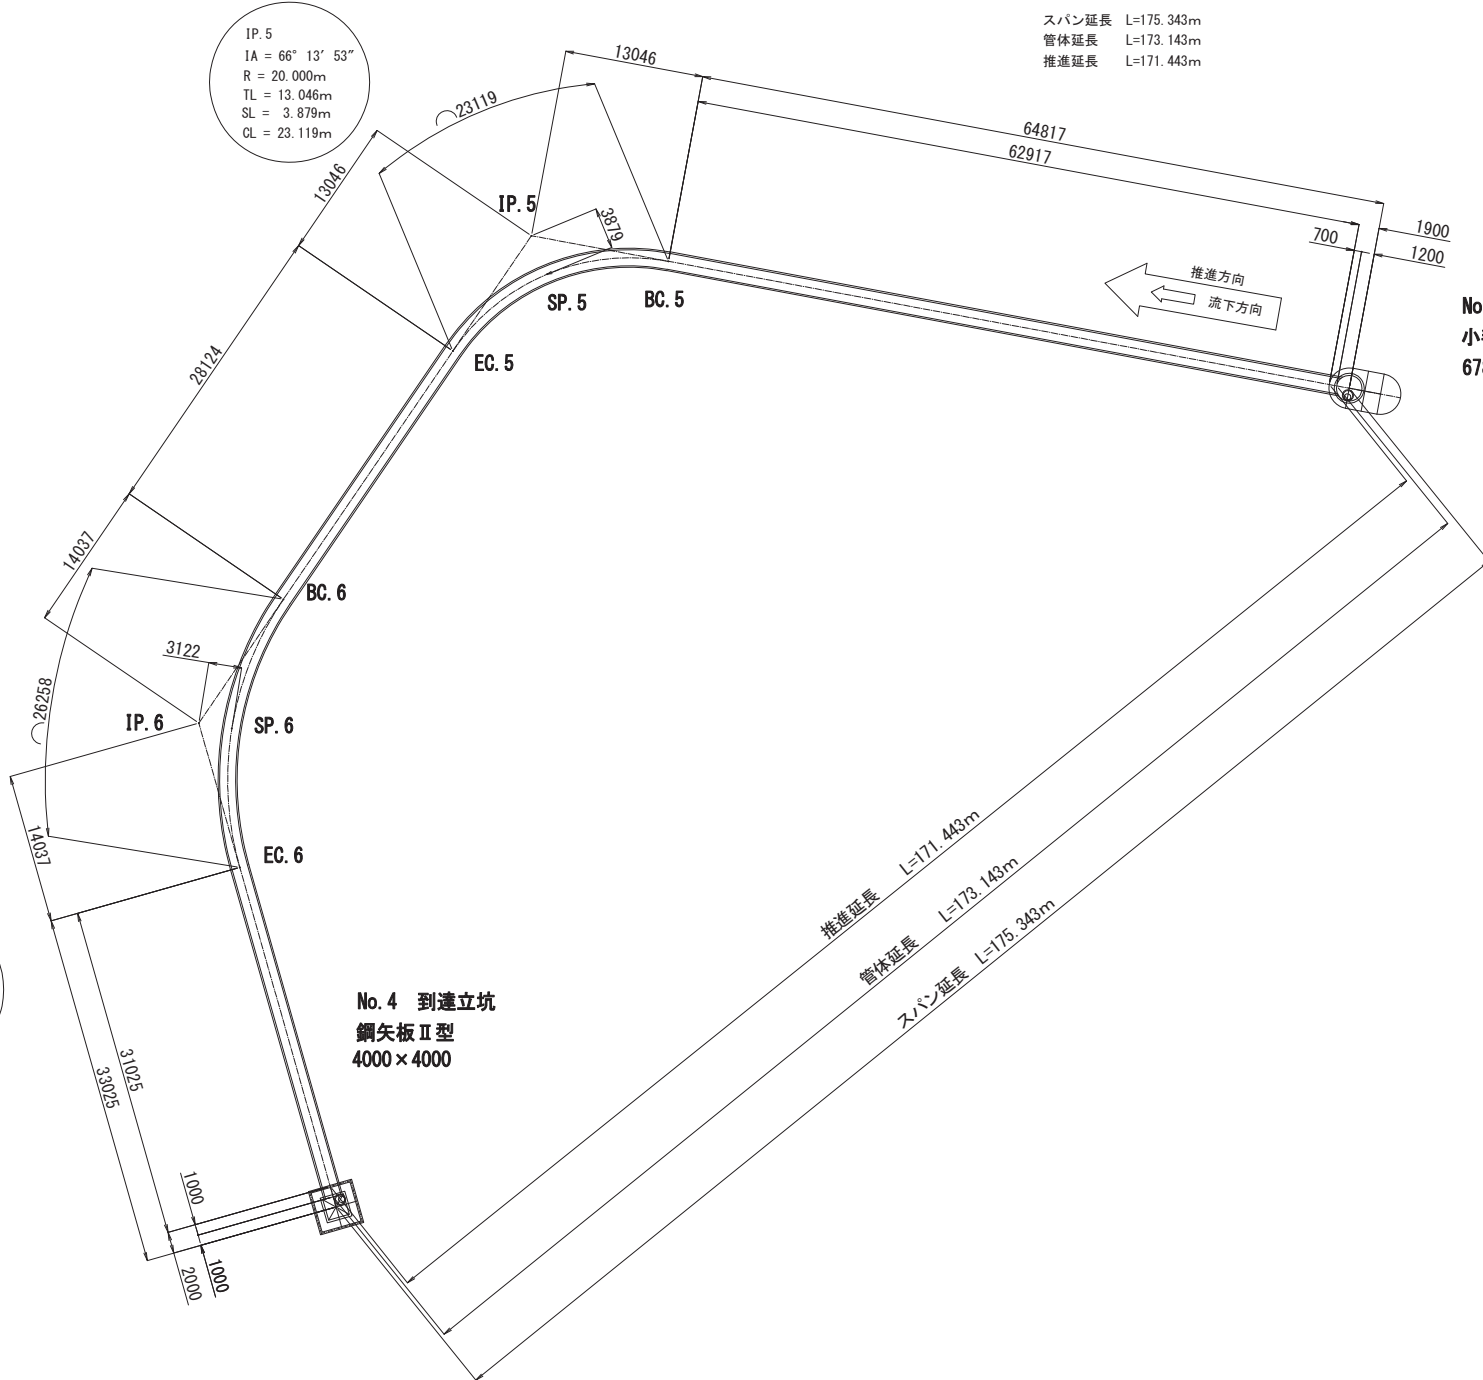 IP.5
IA = 66° 13′ 53″
R = 20.000m
TL = 13.046m
SL = 3.879m
CL = 23.119m
スパン延長 L=175.343m
管体延長 L=173.143m
推進延長 L=171.443m
13046
23119
13046
64817
62917
1900
700
1200
IP.5
3879
推進方向
流下方向
SP.5
BC.5
No
EC.5
28124
14037
BC.6
3122
26258
IP.6
SP.6
14037
EC.6
推進延長 L=171.443m
管体延長 L=173.143m
スパン延長 L=175.343m
No.4 到達立坑
鋼矢板Ⅱ型
4000×4000
31025
33025
1000
2000
1000